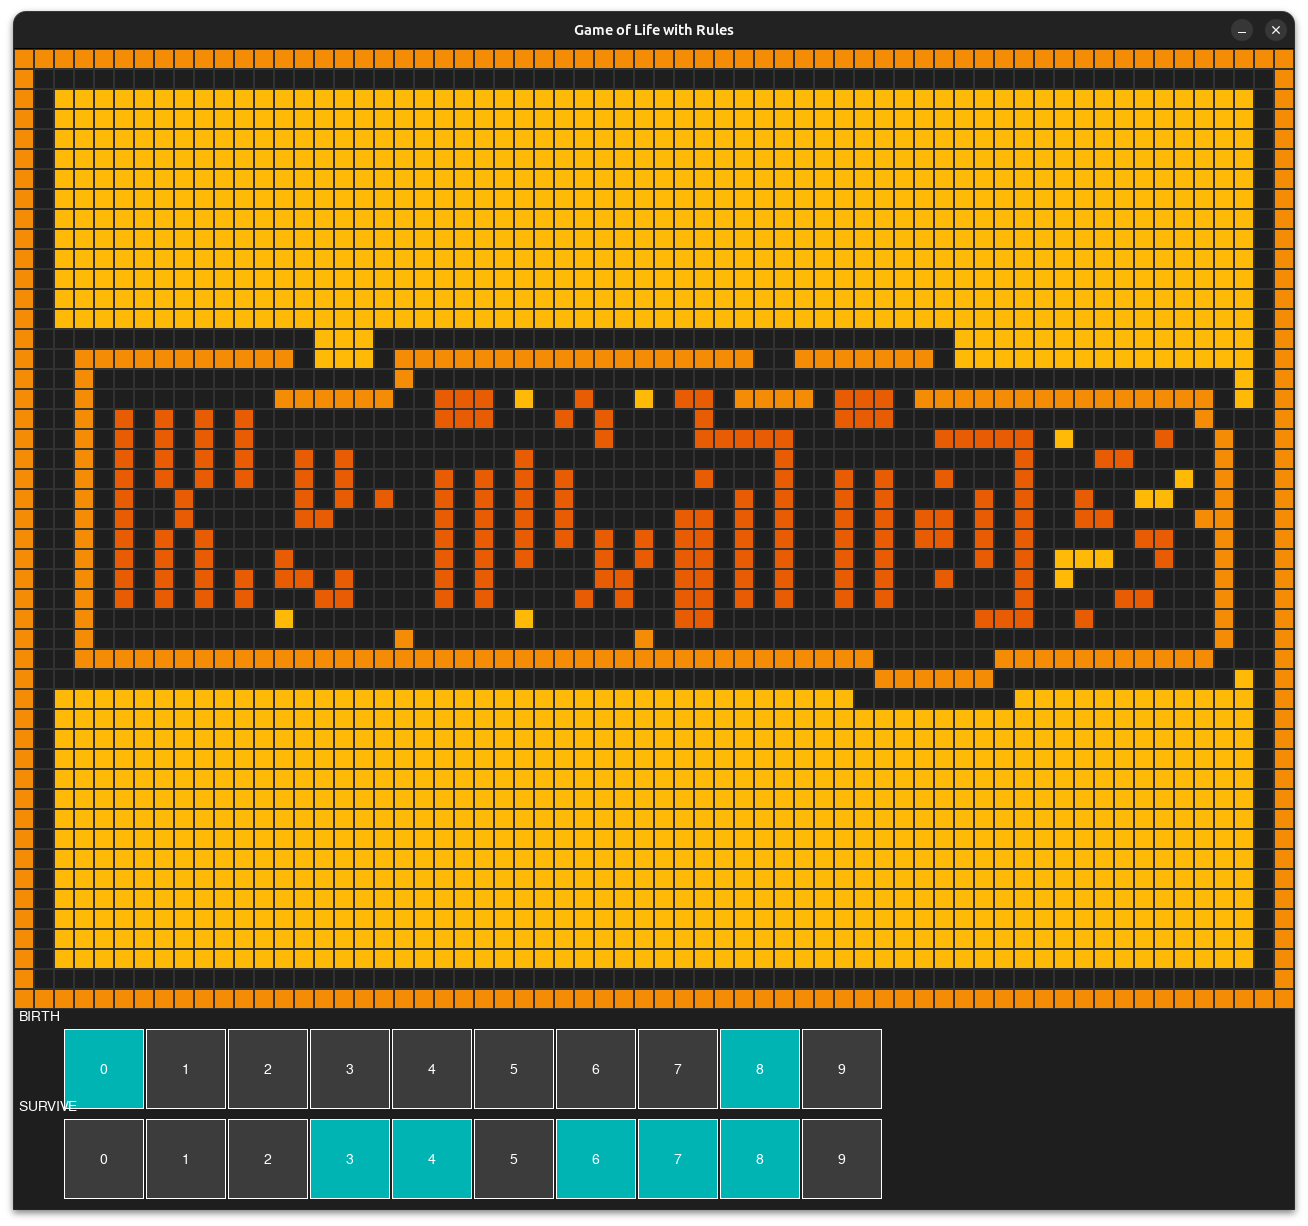 Game of Life with Rules
BIRTH
0 1 2 3 4 5 6 7 8 9
SURVIVE
0 1 2 3 4 5 6 7 8 9